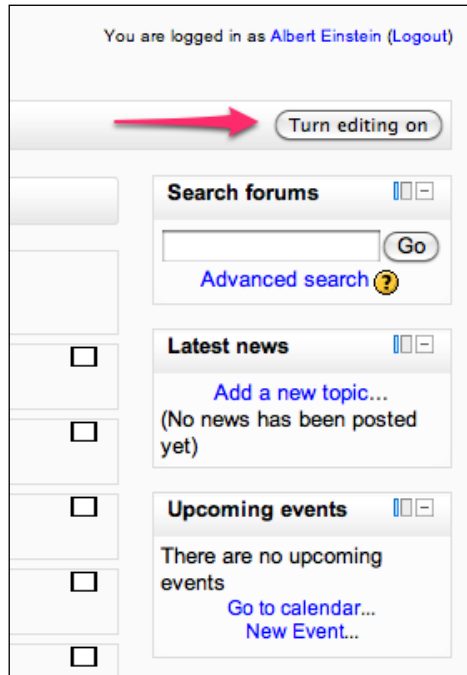 You are logged in as Albert Einstein (Logout)
Turn editing on
Search forums
Go
Advanced search ?
Latest news
Add a new topic...
(No news has been posted
yet)
Upcoming events
There are no upcoming
events
Go to calendar...
New Event...